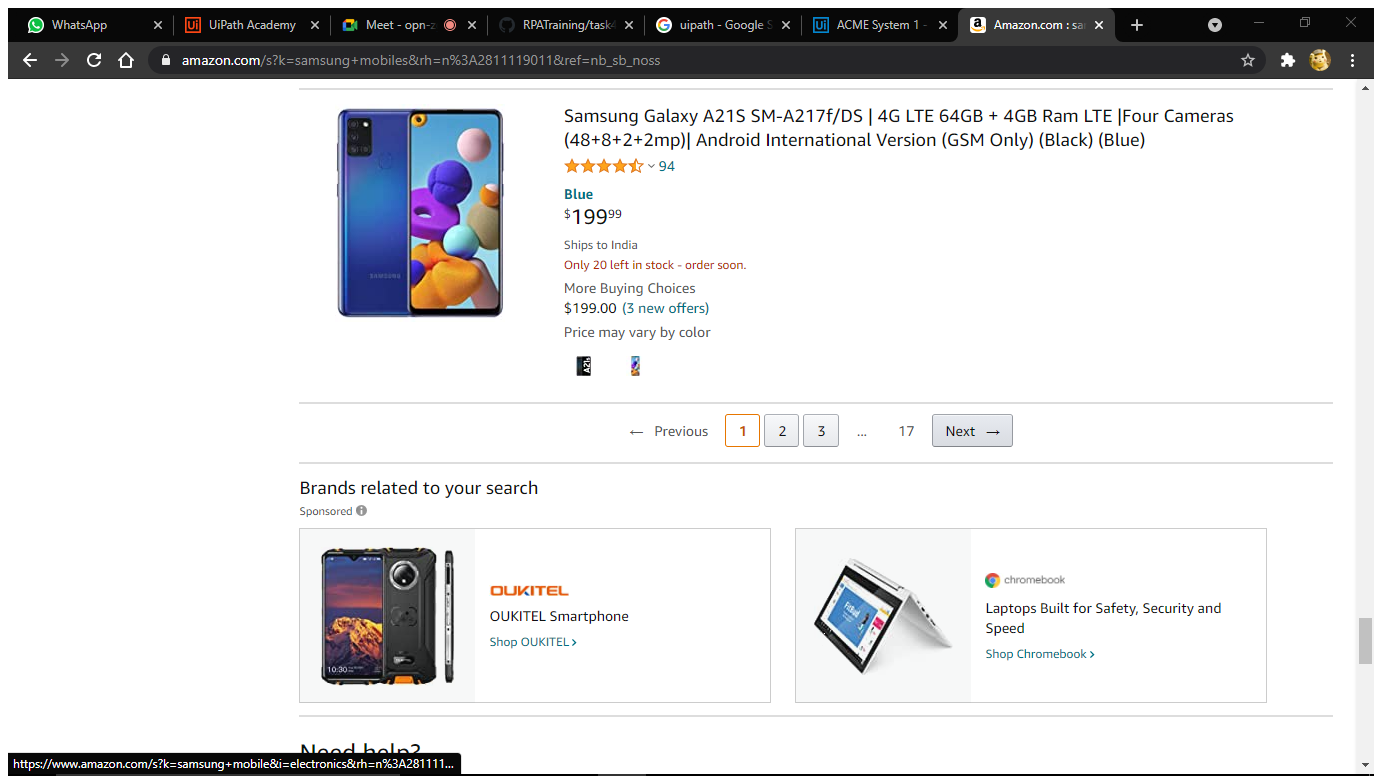 WhatsApp
UiPath Academy
Meet - opn-z
RPATraining/task4
uipath - Google S
ACME System 1 -
Amazon.com : sa
amazon.com/s?k=samsung+mobiles&rh=n%3A2811119011&ref=nb_sb_noss
Samsung Galaxy A21S SM-A217f/DS | 4G LTE 64GB + 4GB Ram LTE |Four Cameras
(48+8+2+2mp)| Android International Version (GSM Only) (Black) (Blue)
94
Blue
$199 99
Ships to India
Only 20 left in stock - order soon.
More Buying Choices
$199.00 (3 new offers)
Price may vary by color
SAMSUNG
← Previous 1 2 3 ... 17 Next →
Brands related to your search
Sponsored
OUKITEL
OUKITEL Smartphone
Shop OUKITEL ›
10:30
chromebook
Laptops Built for Safety, Security and
Speed
Shop Chromebook ›
FitBud
Need help?
https://www.amazon.com/s?k=samsung+mobile&i=electronics&rh=n%3A281111...